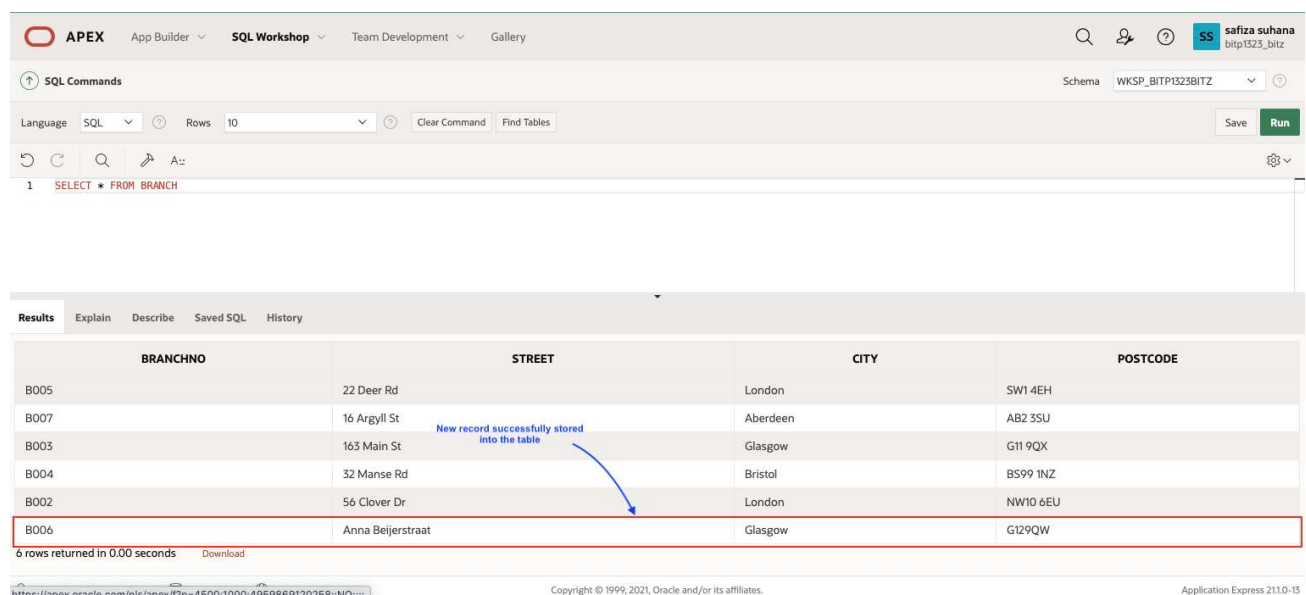 APEX App Builder SQL Workshop Team Development Gallery SS safiza suhana
bitp1323_bitz
SQL Commands Schema WKSP_BITP1323BITZ
Language SQL Rows 10 Clear Command Find Tables Save Run
A::
1 SELECT * FROM BRANCH
Results Explain Describe Saved SQL History
BRANCHNO STREET CITY POSTCODE
B005 22 Deer Rd London SW1 4EH
B007 16 Argyll St Aberdeen AB2 3SU
New record successfully stored
into the table
B003 163 Main St Glasgow G11 9QX
B004 32 Manse Rd Bristol BS99 1NZ
B002 56 Clover Dr London NW10 6EU
B006 Anna Beijerstraat Glasgow G129QW
6 rows returned in 0.00 seconds Download
Copyright © 1999, 2021, Oracle and/or its affiliates. Application Express 21.1.0-13